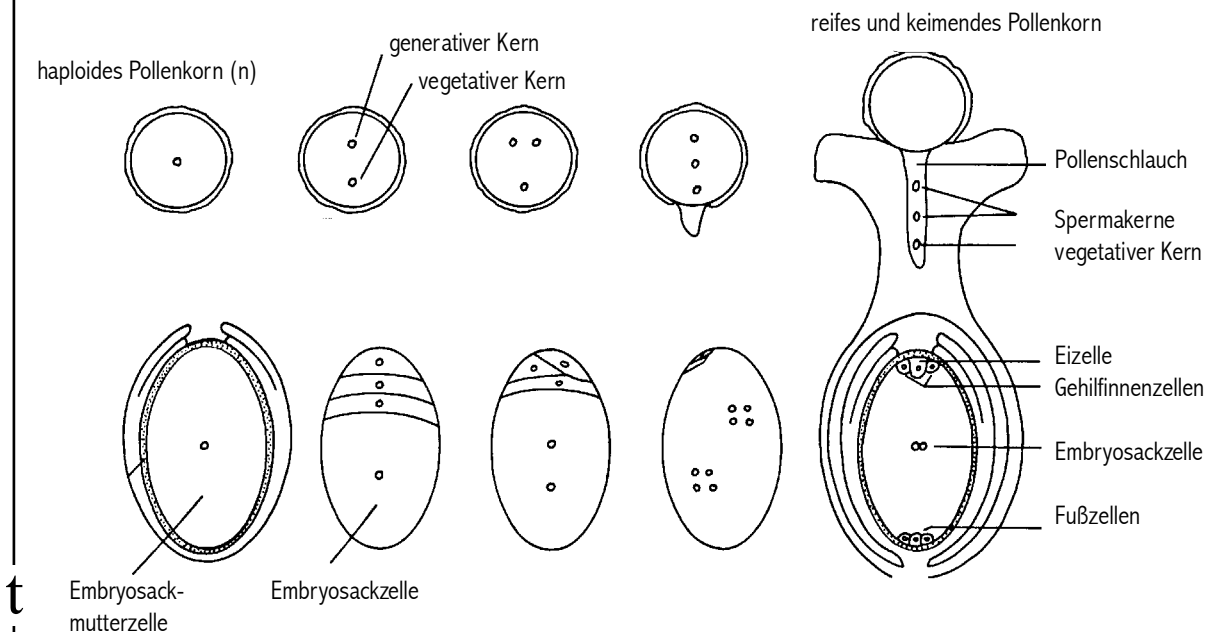 reifes und keimendes Pollenkorn
generativer Kern
haploides Pollenkorn (n)
vegetativer Kern
Pollenschlauch
Spermakerne
vegetativer Kern
Eizelle
Gehilfinnenzellen
Embryosackzelle
Fußzellen
t
Embryosack-
mutterzelle
Embryosackzelle